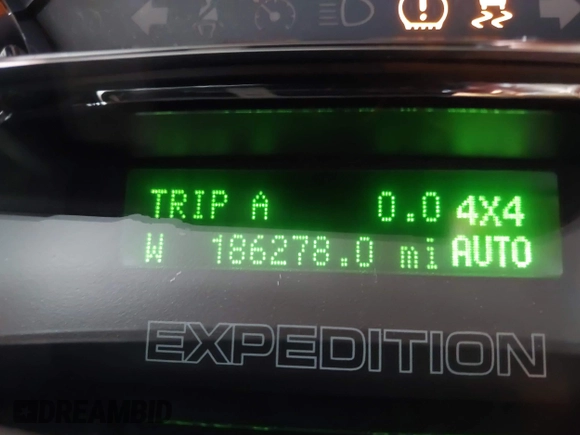 TRIP A 0.0 4X4
W 186278.0 mi AUTO
EXPEDITION
DREAMBID